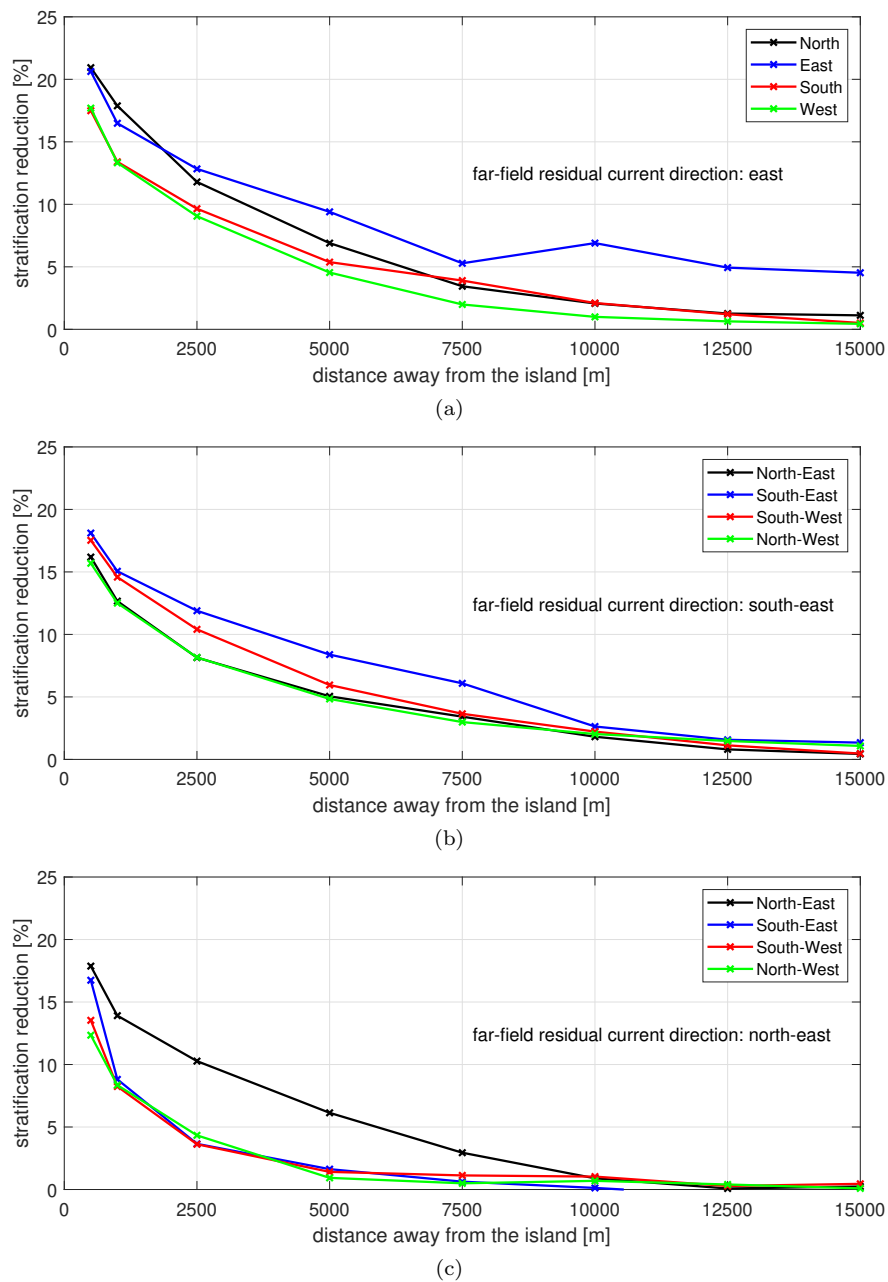 25
20
15
10
5
0
stratification reduction [%]
North
East
South
West
far-field residual current direction: east
0 2500 5000 7500 10000 12500 15000
distance away from the island [m]
(a)
25
20
15
10
5
0
stratification reduction [%]
North-East
South-East
South-West
North-West
far-field residual current direction: south-east
0 2500 5000 7500 10000 12500 15000
distance away from the island [m]
(b)
25
20
15
10
5
0
stratification reduction [%]
North-East
South-East
South-West
North-West
far-field residual current direction: north-east
0 2500 5000 7500 10000 12500 15000
distance away from the island [m]
(c)